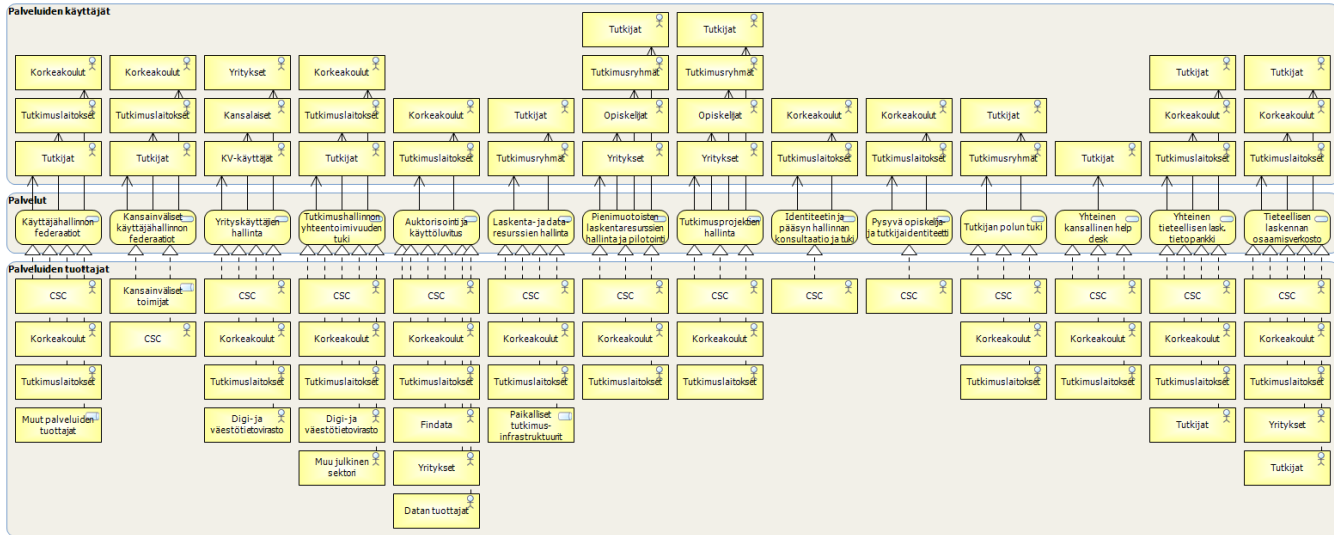 Palveluiden käyttäjät
Tutkijat
Tutkijat
Korkeakoulut
Korkeakoulut
Yritykset
Korkeakoulut
Tutkimusryhmät
Tutkimusryhmät
Tutkijat
Tutkijat
Tutkimuslaitokset
Tutkimuslaitokset
Kansalaiset
Tutkimuslaitokset
Korkeakoulut
Tutkijat
Opiskelijat
Opiskelijat
Korkeakoulut
Korkeakoulut
Tutkijat
Korkeakoulut
Korkeakoulut
Tutkijat
Tutkijat
KV-käyttäjät
Tutkijat
Tutkimuslaitokset
Tutkimusryhmät
Yritykset
Yritykset
Tutkimuslaitokset
Tutkimuslaitokset
Tutkimusryhmät
Tutkijat
Tutkimuslaitokset
Tutkimuslaitokset
Palvelut
Käyttäjähallinnon
federaatiot
Kansainväliset
käyttäjähallinnon
federaatiot
Yrityskäyttäjien
hallinta
Tutkimushallinnon
yhteentoimivuuden
tuki
Auktorisointi ja
käyttöluvitus
Laskenta- ja data-
resurssien hallinta
Pienimuotoisten
laskentaresurssien
hallinta ja pilotointi
Tutkimusprojektien
hallinta
Identiteetin ja
pääsyn hallinnan
konsultaatio ja tuki
Pysyvä opiskelija-
ja tutkijaidentiteetti
Tutkijan polun tuki
Yhteinen
kansallinen help
desk
Yhteinen
tieteellisen lask.
tietopankki
Tieteellisen
laskennan
osaamisverkosto
Palveluiden tuottajat
CSC
Kansainväliset
toimijat
CSC
CSC
CSC
CSC
CSC
CSC
CSC
CSC
CSC
CSC
CSC
CSC
Korkeakoulut
CSC
Korkeakoulut
Korkeakoulut
Korkeakoulut
Korkeakoulut
Korkeakoulut
Korkeakoulut
Korkeakoulut
Korkeakoulut
Korkeakoulut
Korkeakoulut
Tutkimuslaitokset
Tutkimuslaitokset
Tutkimuslaitokset
Tutkimuslaitokset
Tutkimuslaitokset
Tutkimuslaitokset
Tutkimuslaitokset
Tutkimuslaitokset
Tutkimuslaitokset
Tutkimuslaitokset
Tutkimuslaitokset
Muut palveluiden
tuottajat
Digi- ja
väestötietovirasto
Digi- ja
väestötietovirasto
Findata
Paikalliset
tutkimus-
infrastruktuurit
Tutkijat
Yritykset
Muu julkinen
sektori
Yritykset
Tutkijat
Datan tuottajat